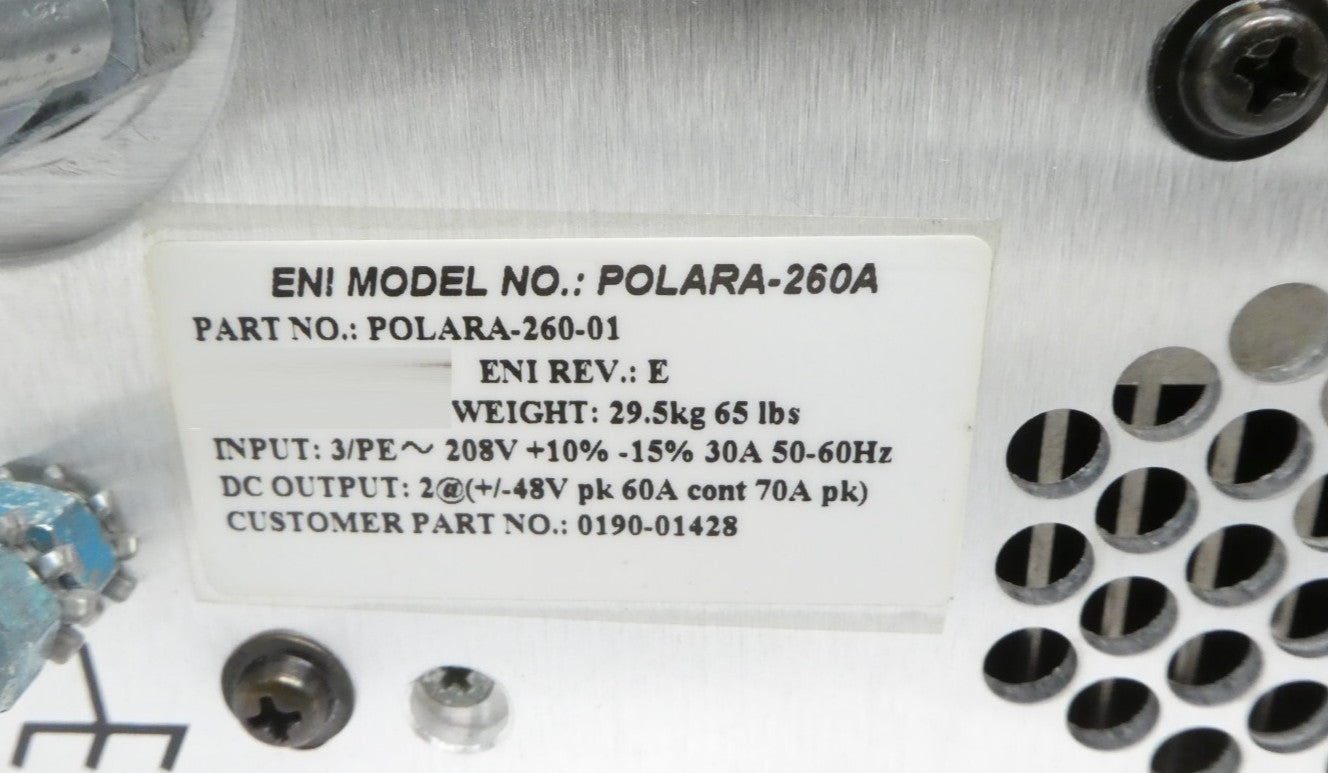 ENI MODEL NO.: POLARA-260A
PART NO.: POLARA-260-01
ENI REV.: E
WEIGHT: 29.5kg 65 lbs
INPUT: 3/PE～ 208V +10% -15% 30A 50-60Hz
DC OUTPUT: 2@(+/-48V pk 60A cont 70A pk)
CUSTOMER PART NO.: 0190-01428